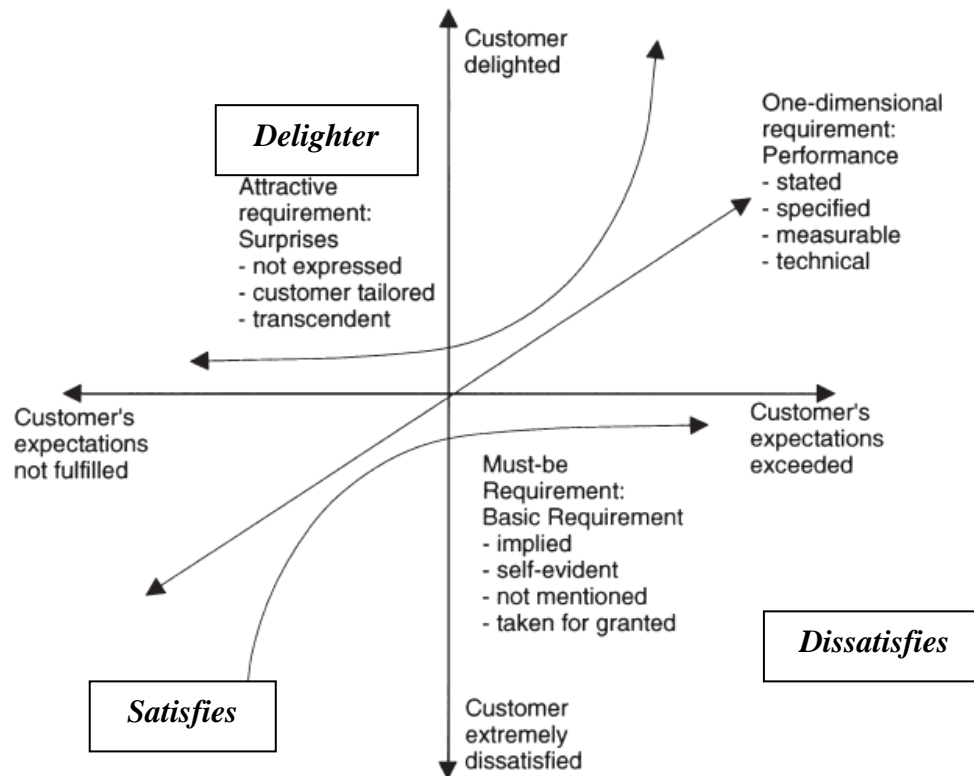 Customer
delighted
Delighter
Attractive
requirement:
Surprises
- not expressed
- customer tailored
- transcendent
One-dimensional
requirement:
Performance
- stated
- specified
- measurable
- technical
Customer's
expectations
not fulfilled
Customer's
expectations
exceeded
Must-be
Requirement:
Basic Requirement
- implied
- self-evident
- not mentioned
- taken for granted
Dissatisfies
Satisfies
Customer
extremely
dissatisfied